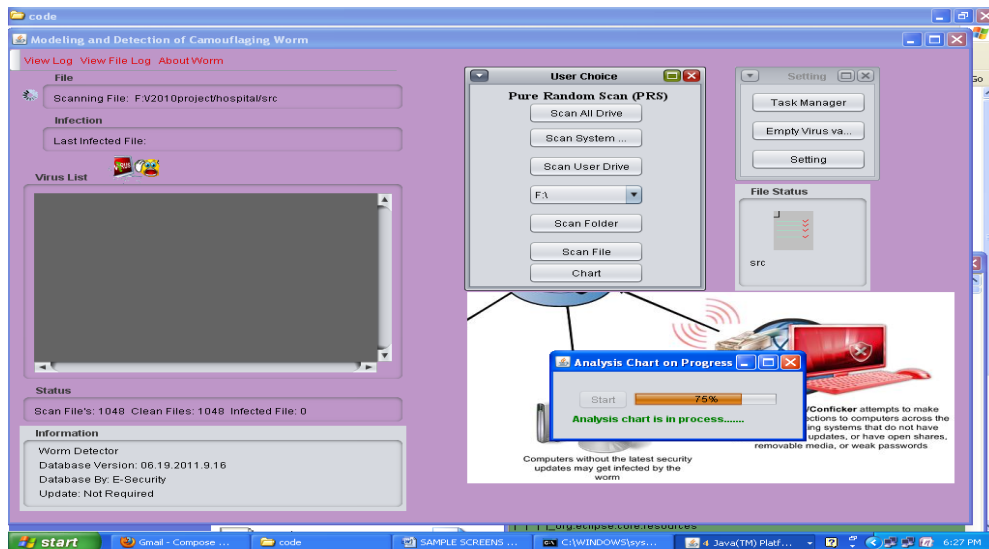 code
Modeling and Detection of Camouflaging Worm
View Log View File Log About Worm
File
Scanning File: F:\/2010project/hospital/src
Infection
Last Infected File:
Virus List
Status
Scan File's: 1048 Clean Files: 1048 Infected File: 0
Information
Worm Detector
Database Version: 06.19.2011.9.16
Database By: E-Security
Update: Not Required
User Choice
Pure Random Scan (PRS)
Scan All Drive
Scan System ...
Scan User Drive
F:\
Scan Folder
Scan File
Chart
Setting
Task Manager
Empty Virus va...
Setting
File Status
src
Go
Analysis Chart on Progress
Start
75%
Analysis chart is in process.......
/Conficker attempts to make
ections to computers across the
ing systems that do not have
updates, or have open shares,
removable media, or weak passwords
Computers without the latest security
updates may get infected by the
worm
org.eclipse.core.resources
start
Gmail - Compose ...
code
SAMPLE SCREENS ...
C:\WINDOWS\sys...
4 Java(TM) Platf...
6:27 PM